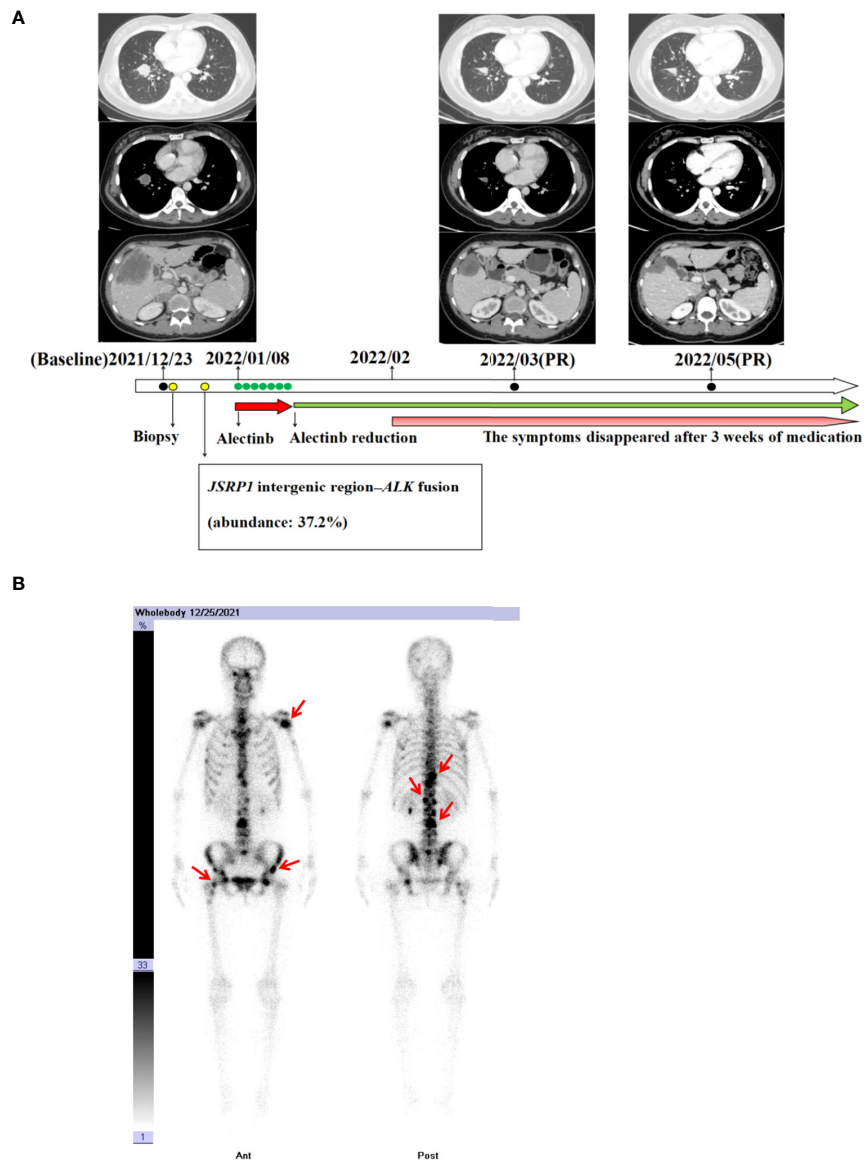 A
(Baseline)2021/12/23 2022/01/08 2022/02 2022/03(PR) 2022/05(PR)
Biopsy Alectinb Alectinb reduction The symptoms disappeared after 3 weeks of medication
JSRP1 intergenic region–ALK fusion
(abundance: 37.2%)
B
Wholebody 12/25/2021
%
33
1
Ant Post